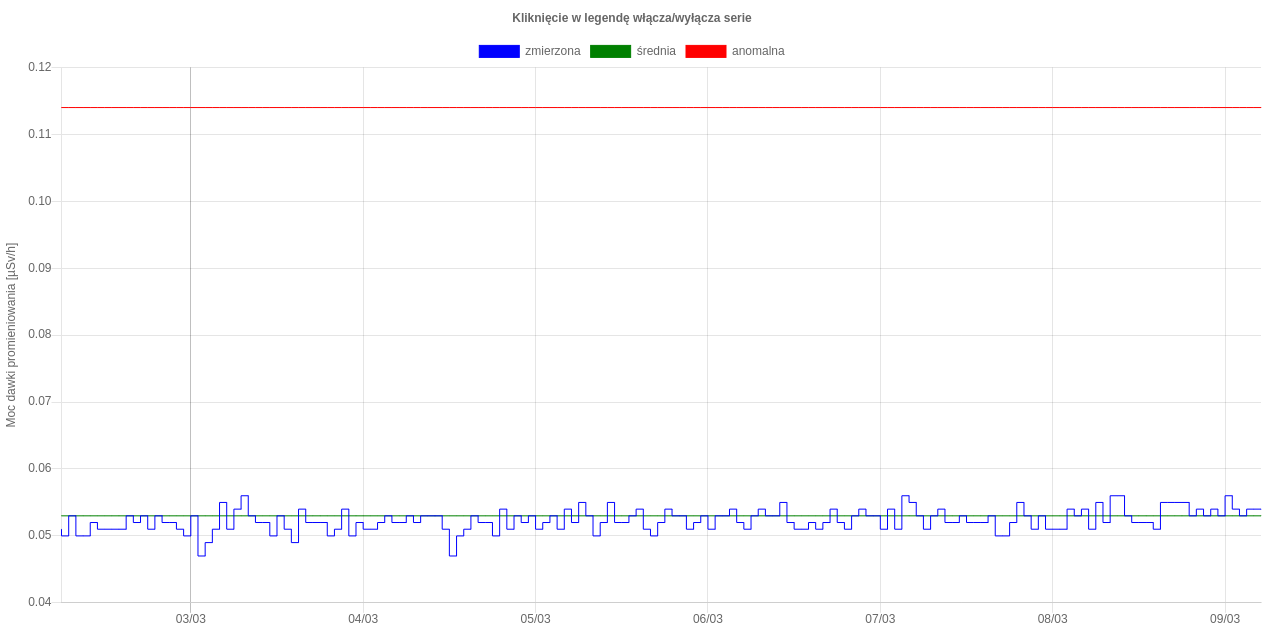 Kliknięcie w legendę włącza/wyłącza serie
zmierzona średnia anomalna
Moc dawki promieniowania [µSv/h]
0.12
0.11
0.10
0.09
0.08
0.07
0.06
0.05
0.04
03/03 04/03 05/03 06/03 07/03 08/03 09/03